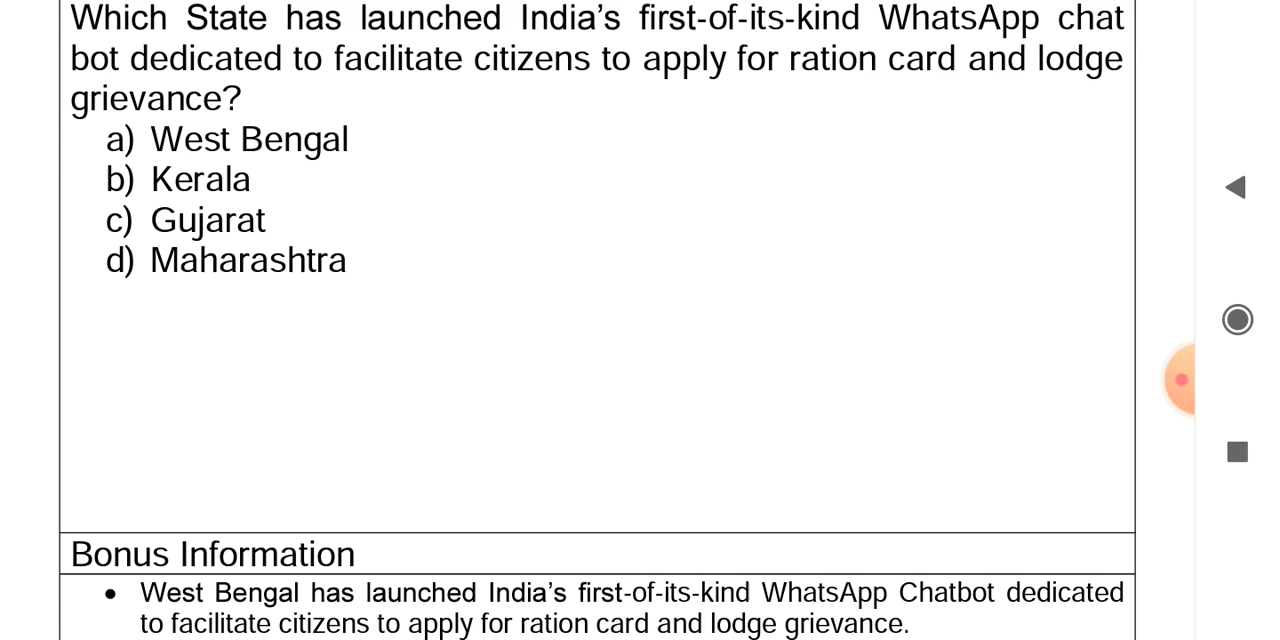 Which State has launched India’s first-of-its-kind WhatsApp chat
bot dedicated to facilitate citizens to apply for ration card and lodge
grievance?
a) West Bengal
b) Kerala
c) Gujarat
d) Maharashtra
Bonus Information
• West Bengal has launched India’s first-of-its-kind WhatsApp Chatbot dedicated
to facilitate citizens to apply for ration card and lodge grievance.